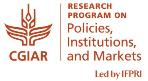 RESEARCH
PROGRAM ON
Policies,
Institutions,
and Markets
CGIAR
Led by IFPRI